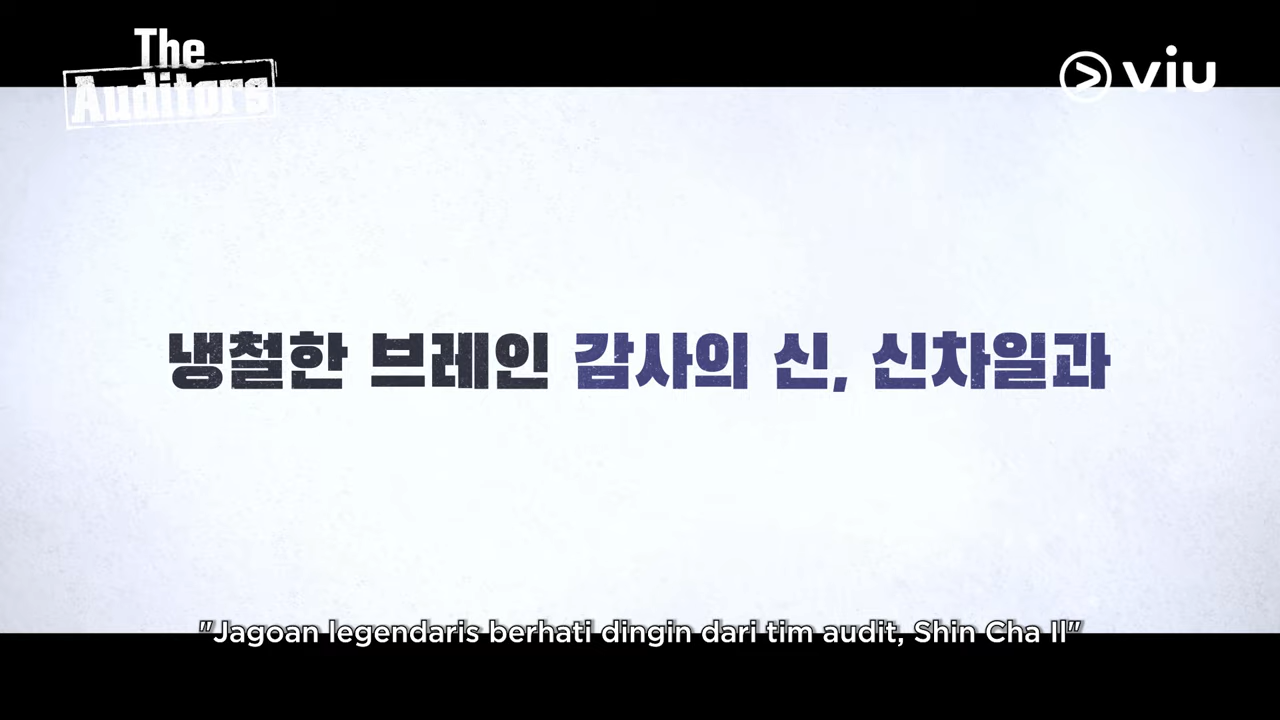 The
Auditors
viu
냉철한 브레인 감사의 신, 신차일과
"Jagoan legendaris berhati dingin dari tim audit, Shin Cha Il"